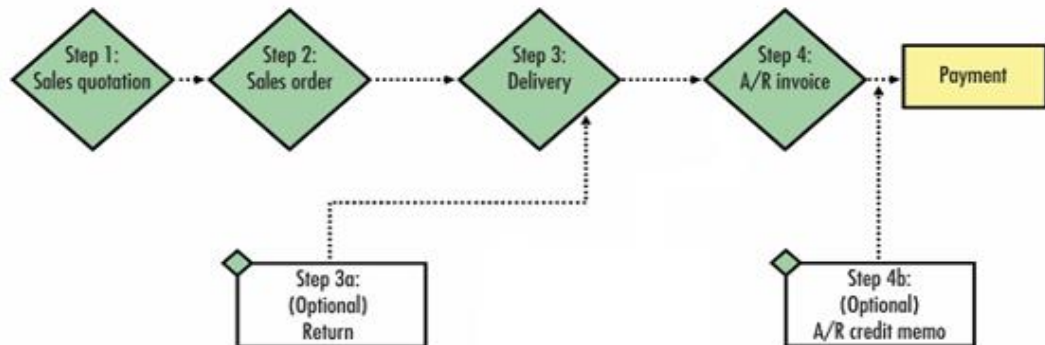 Step 1:
Sales quotation
Step 2:
Sales order
Step 3:
Delivery
Step 4:
A/R invoice
Payment
Step 3a:
(Optional)
Return
Step 4b:
(Optional)
A/R credit memo